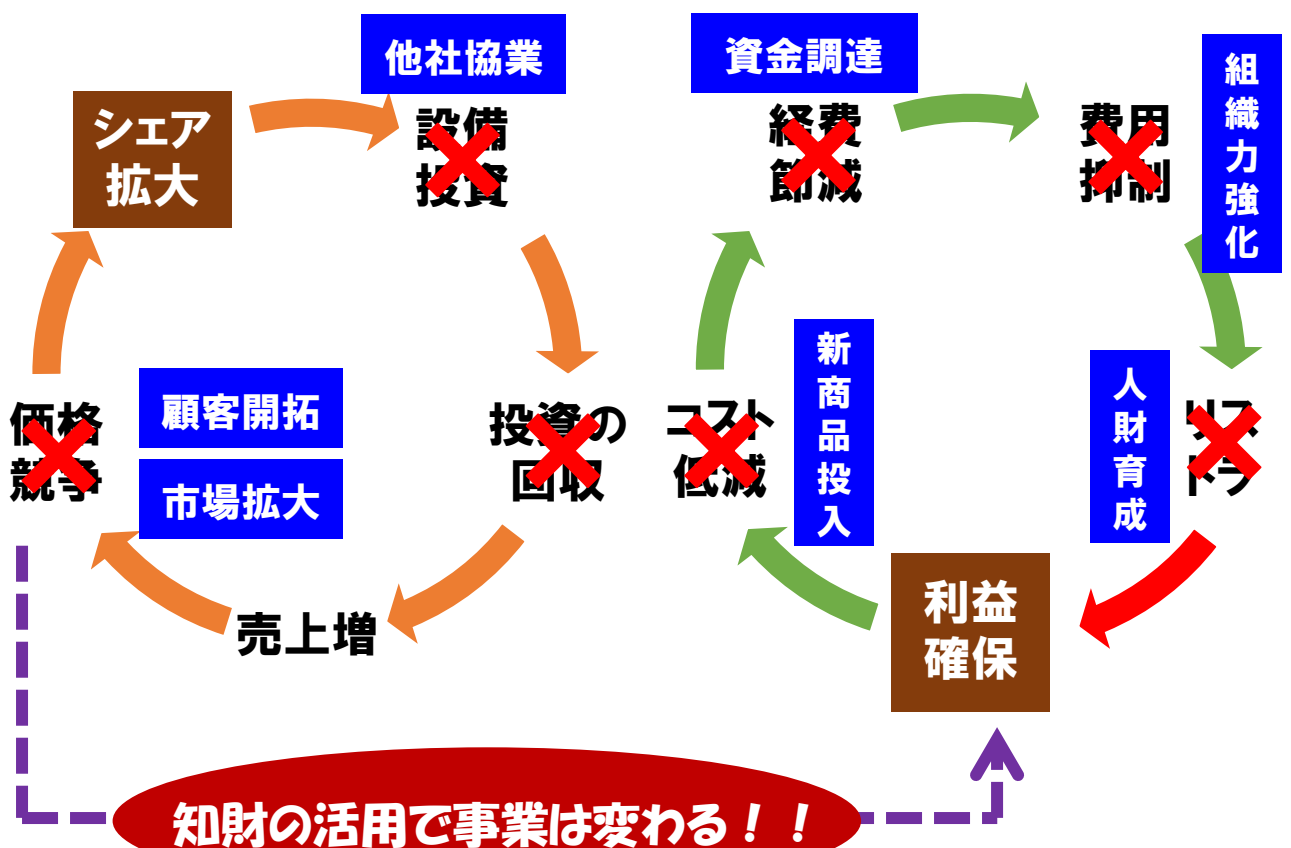 他社協業
資金調達
組織力強化
シェア
拡大
設備
投資
経費
節減
費用
抑制
顧客開拓
市場拡大
価格
競争
投資の
回収
コスト
低減
新商品投入
人財育成
リス
トラ
売上増
利益
確保
知財の活用で事業は変わる！！